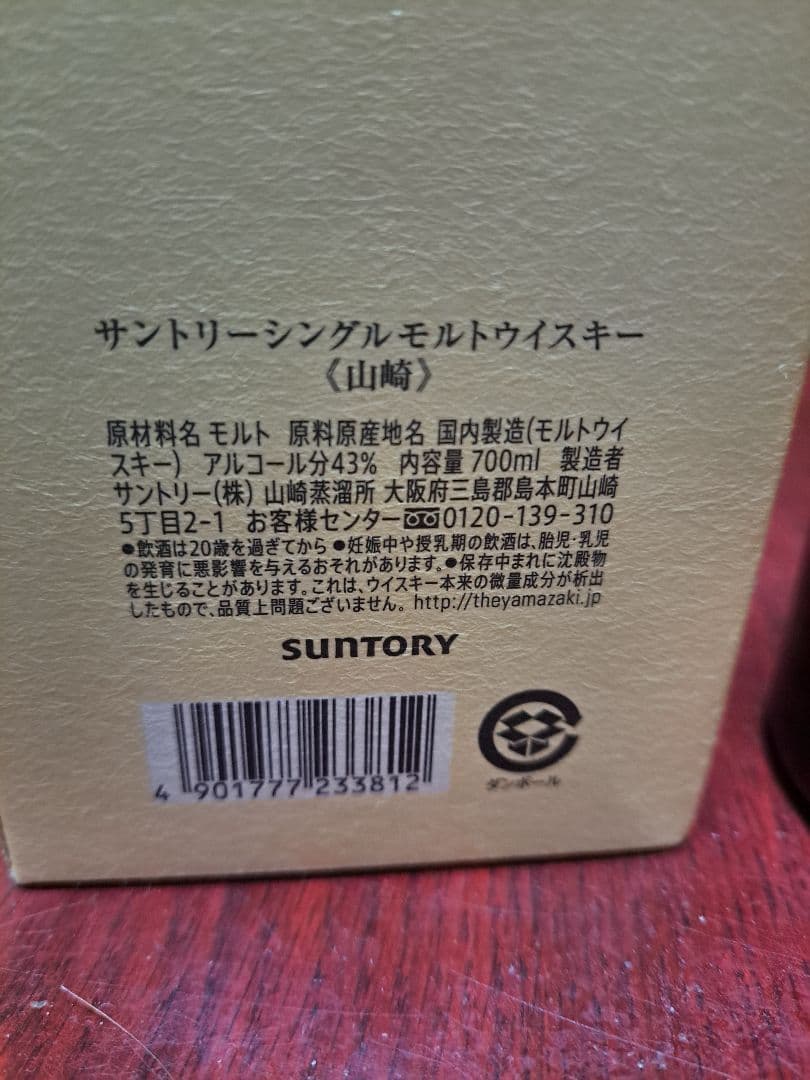 サントリーシングルモルトウイスキー
《山崎》
原材料名 モルト 原料原産地名 国内製造(モルトウイ
スキー) アルコール分43% 内容量 700ml 製造者
サントリー(株) 山崎蒸溜所 大阪府三島郡島本町山崎
5丁目2-1 お客様センター 0120-139-310
●飲酒は20歳を過ぎてから ●妊娠中や授乳期の飲酒は、胎児・乳児
の発育に悪影響を与えるおそれがあります。●保存中まれに沈殿物
を生じることがあります。これは、ウイスキー本来の微量成分が析出
したもので、品質上問題ございません。 http://theyamazaki.jp
SUNTORY
4 901777 233812
ダンボール